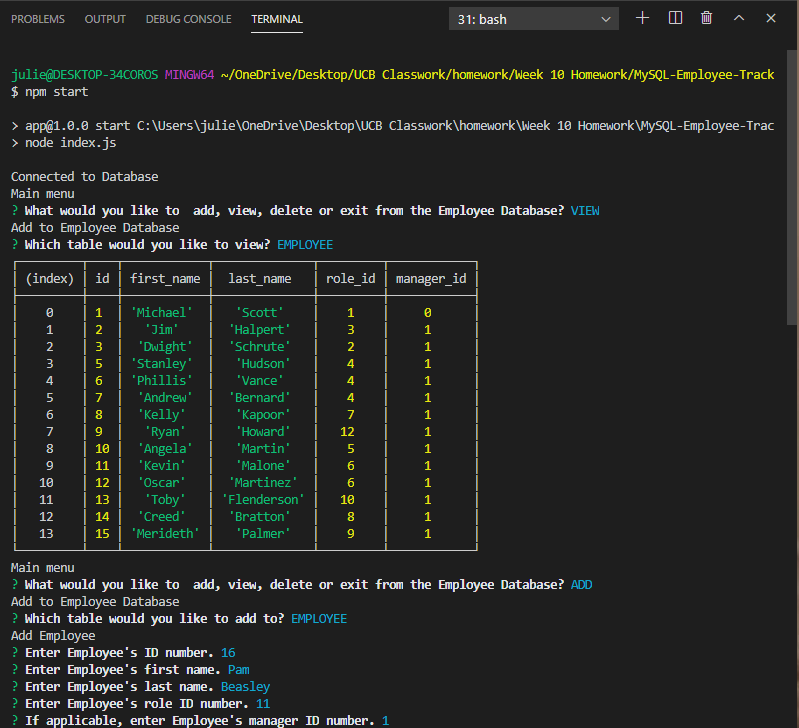 PROBLEMS OUTPUT DEBUG CONSOLE TERMINAL 31: bash
julie@DESKTOP-34COROS MINGW64 ~/OneDrive/Desktop/UCB Classwork/homework/Week 10 Homework/MySQL-Employee-Track
$ npm start
> app@1.0.0 start C:\Users\julie\OneDrive\Desktop\UCB Classwork\homework\Week 10 Homework\MySQL-Employee-Trac
> node index.js
Connected to Database
Main menu
? What would you like to  add, view, delete or exit from the Employee Database? VIEW
Add to Employee Database
? Which table would you like to view? EMPLOYEE
(index) id first_name last_name role_id manager_id
0 1 'Michael' 'Scott' 1 0
1 2 'Jim' 'Halpert' 3 1
2 3 'Dwight' 'Schrute' 2 1
3 5 'Stanley' 'Hudson' 4 1
4 6 'Phillis' 'Vance' 4 1
5 7 'Andrew' 'Bernard' 4 1
6 8 'Kelly' 'Kapoor' 7 1
7 9 'Ryan' 'Howard' 12 1
8 10 'Angela' 'Martin' 5 1
9 11 'Kevin' 'Malone' 6 1
10 12 'Oscar' 'Martinez' 6 1
11 13 'Toby' 'Flenderson' 10 1
12 14 'Creed' 'Bratton' 8 1
13 15 'Merideth' 'Palmer' 9 1
Main menu
? What would you like to  add, view, delete or exit from the Employee Database? ADD
Add to Employee Database
? Which table would you like to add to? EMPLOYEE
Add Employee
? Enter Employee's ID number. 16
? Enter Employee's first name. Pam
? Enter Employee's last name. Beasley
? Enter Employee's role ID number. 11
? If applicable, enter Employee's manager ID number. 1